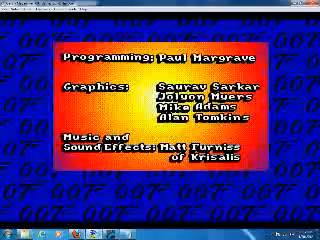 Programming: Paul Margrave
Graphics: Saurav Sarkar
Jolyon Myers
Mike Adams
Alan Tomkins
Music and
Sound Effects: Matt Furniss
of Krisalis